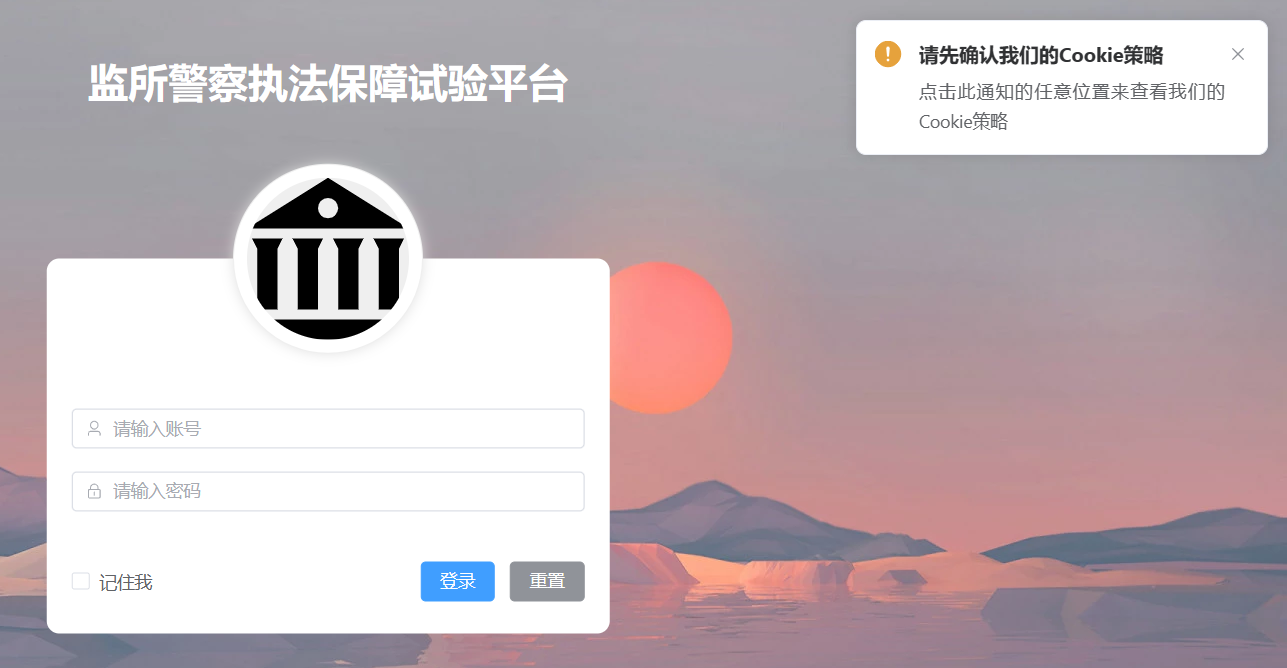 监所警察执法保障试验平台
请先确认我们的Cookie策略
点击此通知的任意位置来查看我们的
Cookie策略
请输入账号
请输入密码
记住我
登录
重置